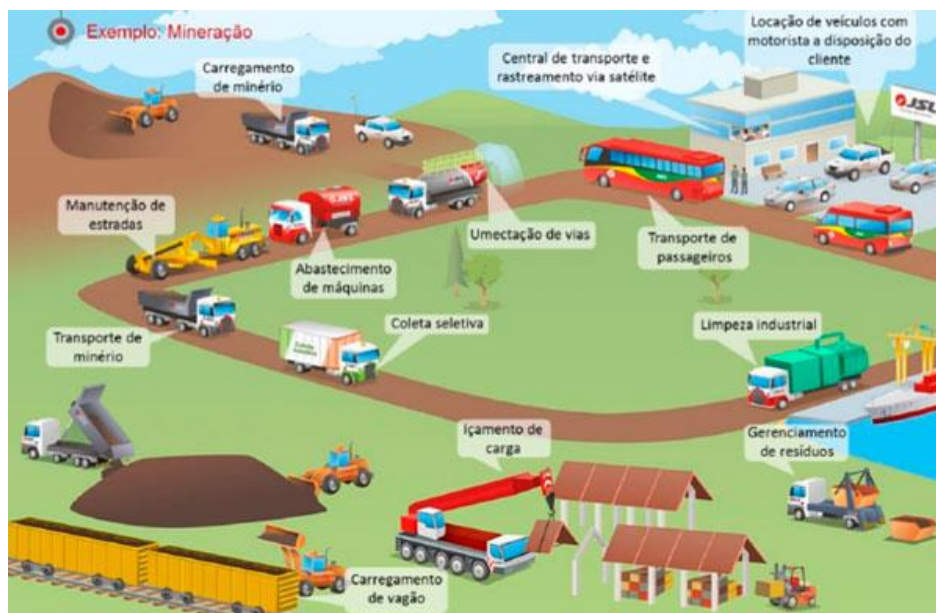 Exemplo: Mineração
Locação de veículos com
motorista a disposição do
cliente
Central de transporte e
rastreamento via satélite
Carregamento
de minério
JSL
Manutenção de
estradas
Abastecimento
de máquinas
Umectação de vias
Transporte de
passageiros
Transporte de
minério
Coleta seletiva
Limpeza industrial
Içamento de
carga
Gerenciamento
de resíduos
Carregamento
de vagão